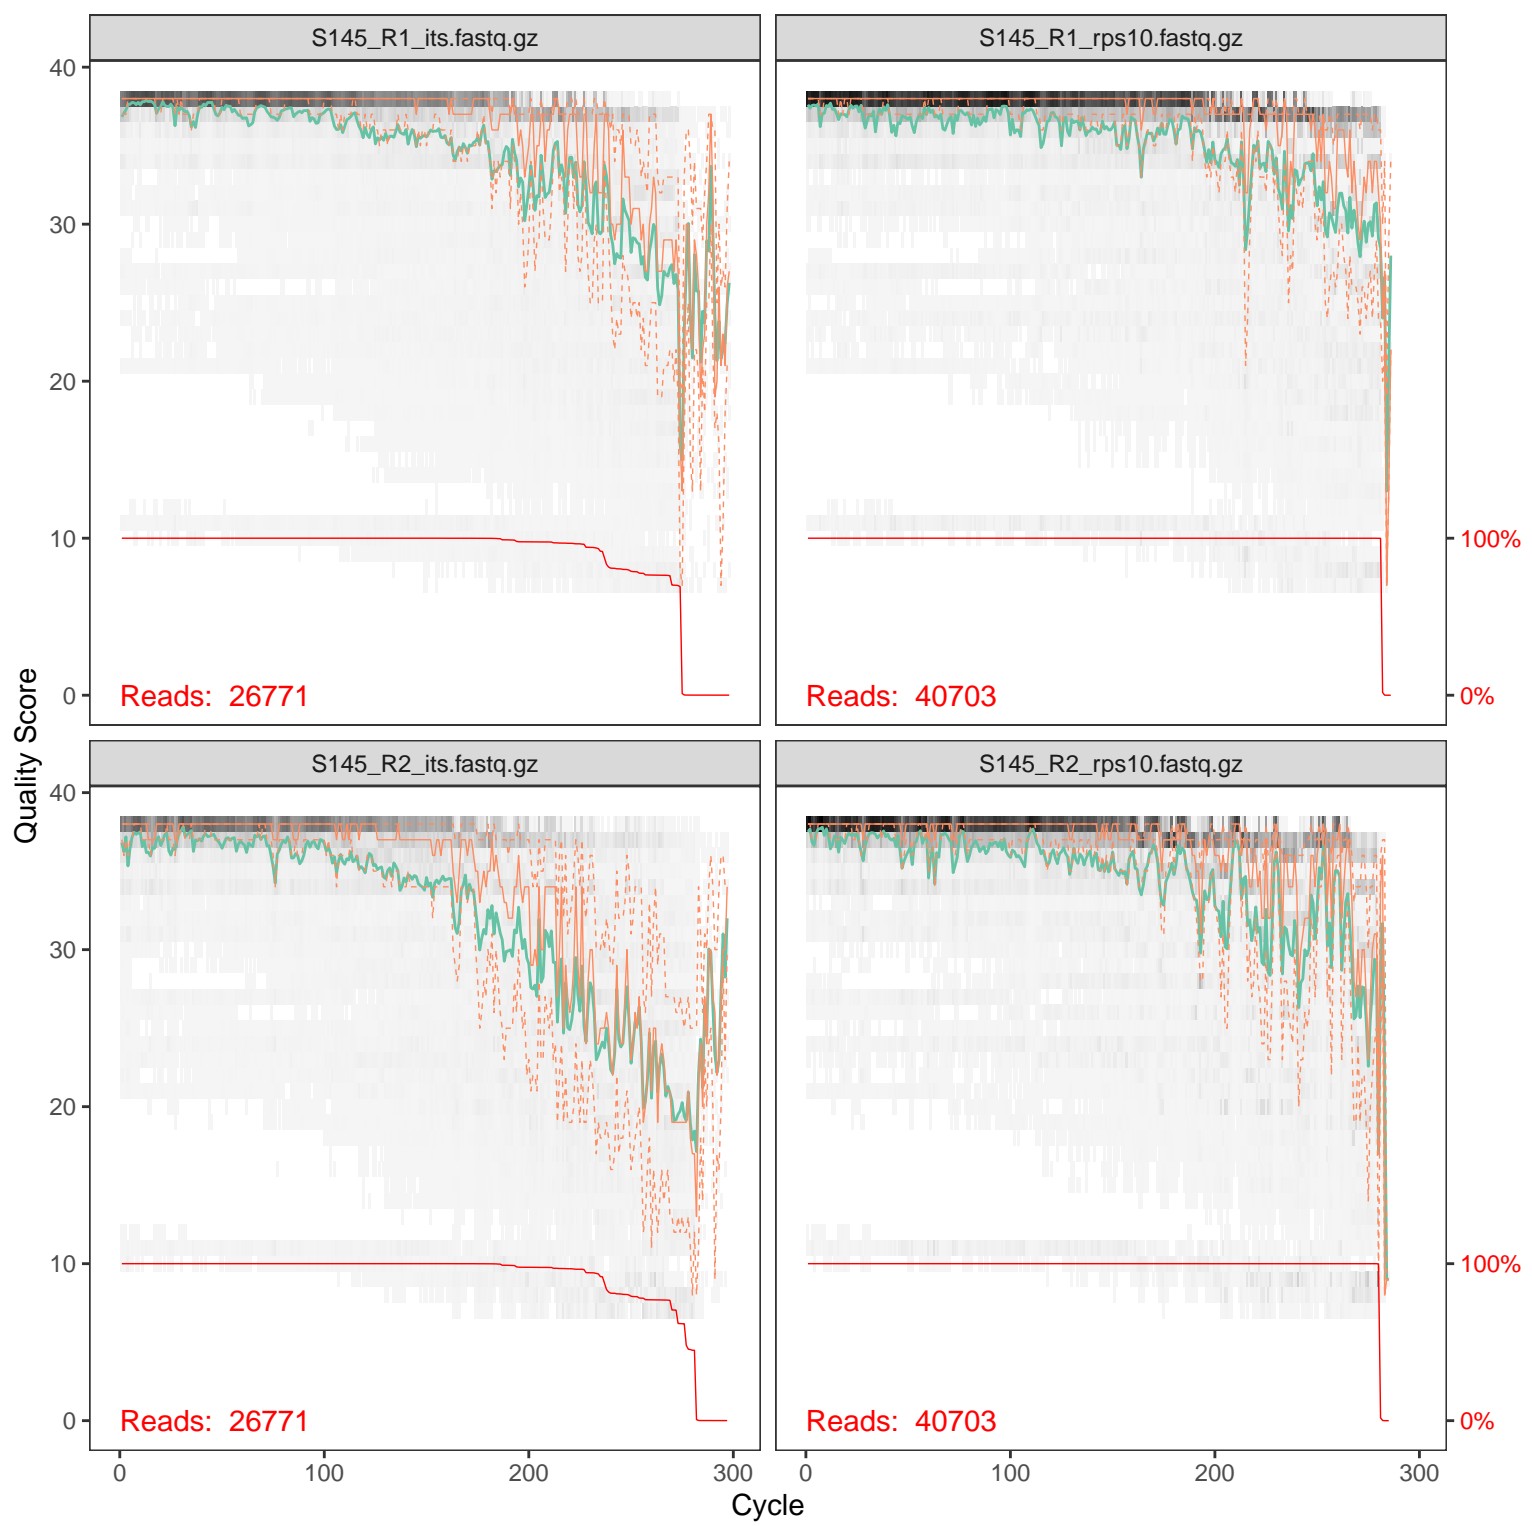 S145_R1_its.fastq.gz
S145_R1_rps10.fastq.gz
40
30
20
10
0
Reads: 26771
Reads: 40703
100%
0%
Quality Score
S145_R2_its.fastq.gz
S145_R2_rps10.fastq.gz
40
30
20
10
0
Reads: 26771
Reads: 40703
100%
0%
0 100 200 300
0 100 200 300
Cycle